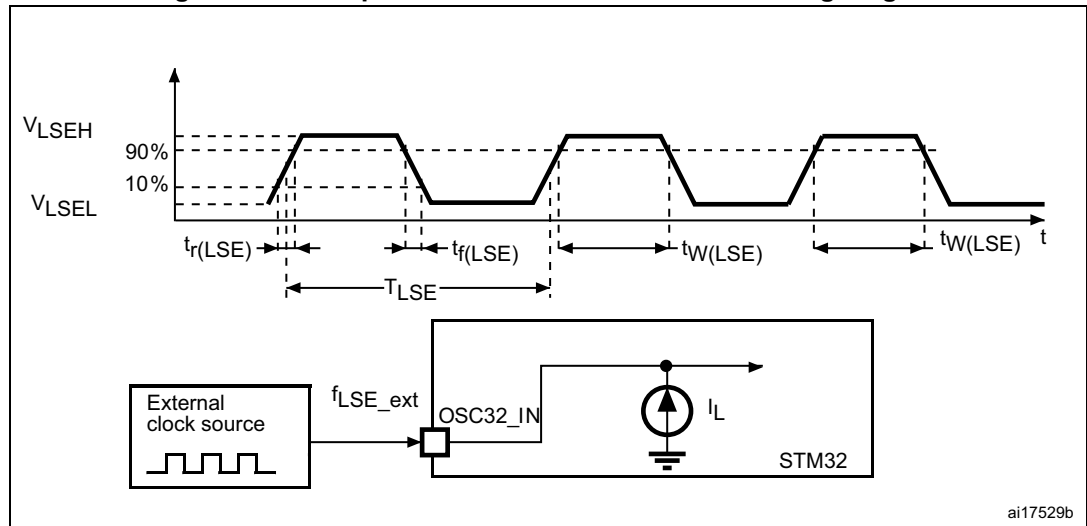 VLSEH
90%
10%
VLSEL
tr(LSE)
tf(LSE)
tW(LSE)
tW(LSE)
t
TLSE
External
clock source
fLSE_ext
OSC32_IN
IL
STM32
ai17529b